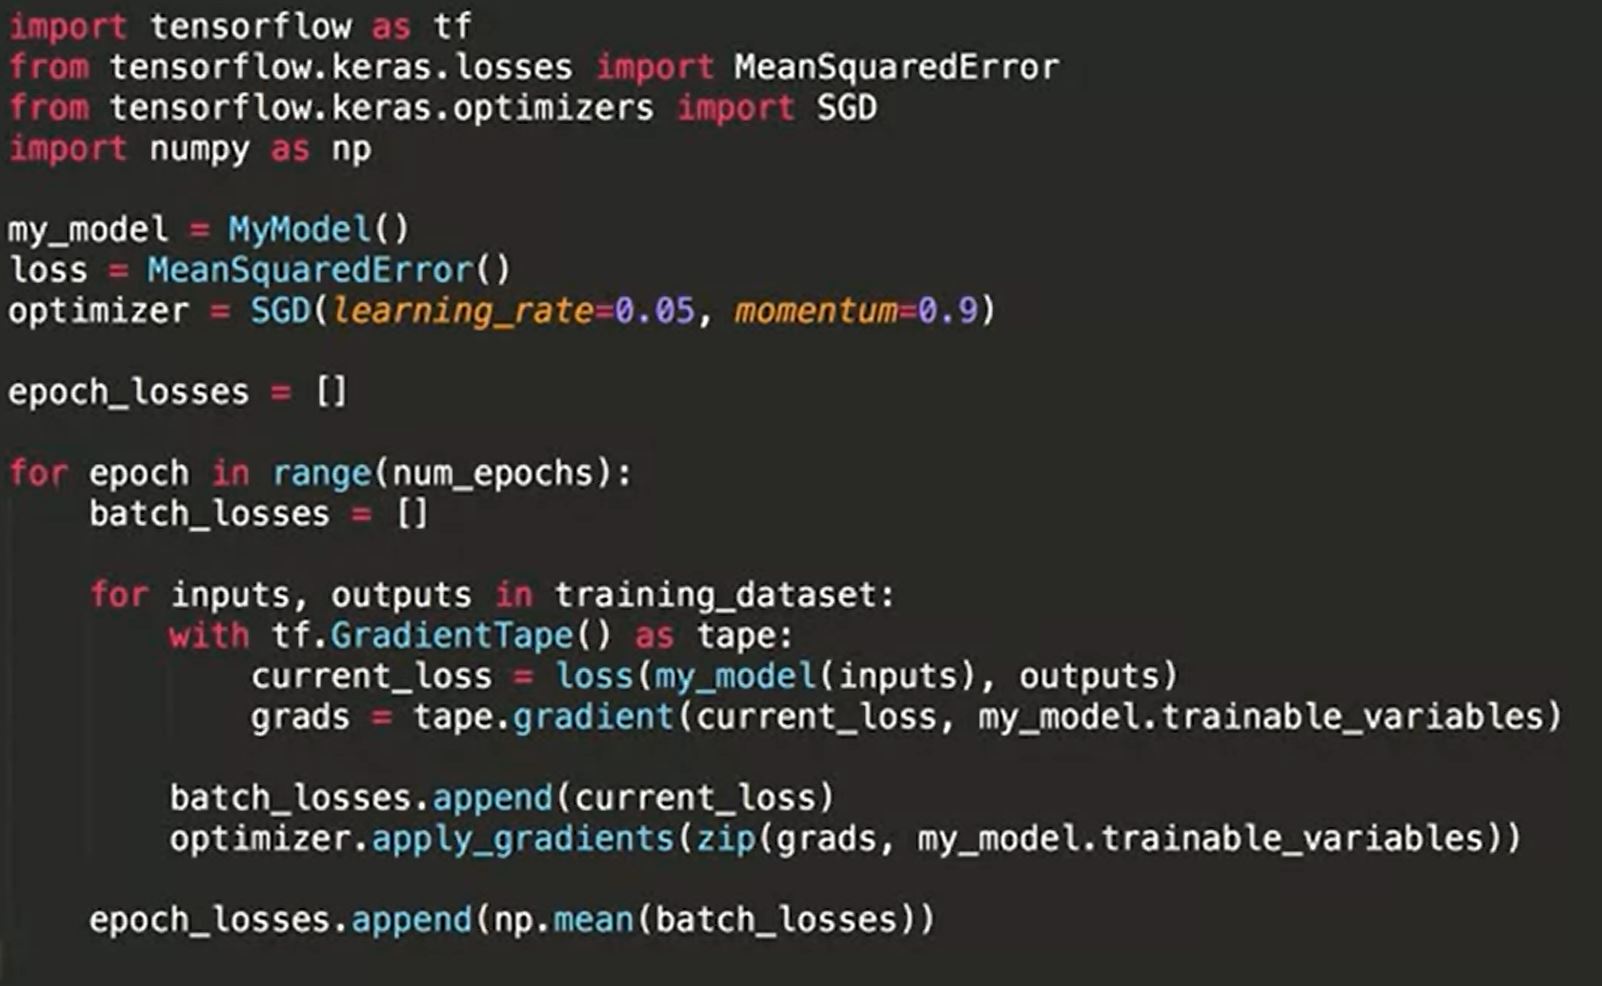 import tensorflow as tf
from tensorflow.keras.losses import MeanSquaredError
from tensorflow.keras.optimizers import SGD
import numpy as np
my_model = MyModel()
loss = MeanSquaredError()
optimizer = SGD(learning_rate=0.05, momentum=0.9)
epoch_losses = []
for epoch in range(num_epochs):
    batch_losses = []
    for inputs, outputs in training_dataset:
        with tf.GradientTape() as tape:
            current_loss = loss(my_model(inputs), outputs)
            grads = tape.gradient(current_loss, my_model.trainable_variables)
        batch_losses.append(current_loss)
        optimizer.apply_gradients(zip(grads, my_model.trainable_variables))
    epoch_losses.append(np.mean(batch_losses))